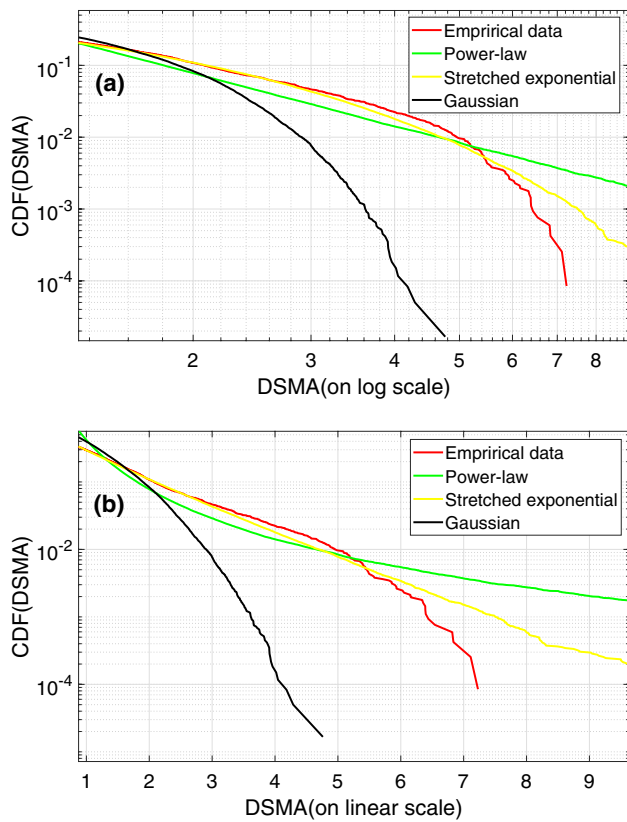 Emprirical data
Power-law
Stretched exponential
Gaussian
(a)
10^-1
10^-2
10^-3
10^-4
CDF(DSMA)
2 3 4 5 6 7 8
DSMA(on log scale)
Emprirical data
Power-law
Stretched exponential
Gaussian
(b)
10^-2
10^-4
CDF(DSMA)
1 2 3 4 5 6 7 8 9
DSMA(on linear scale)